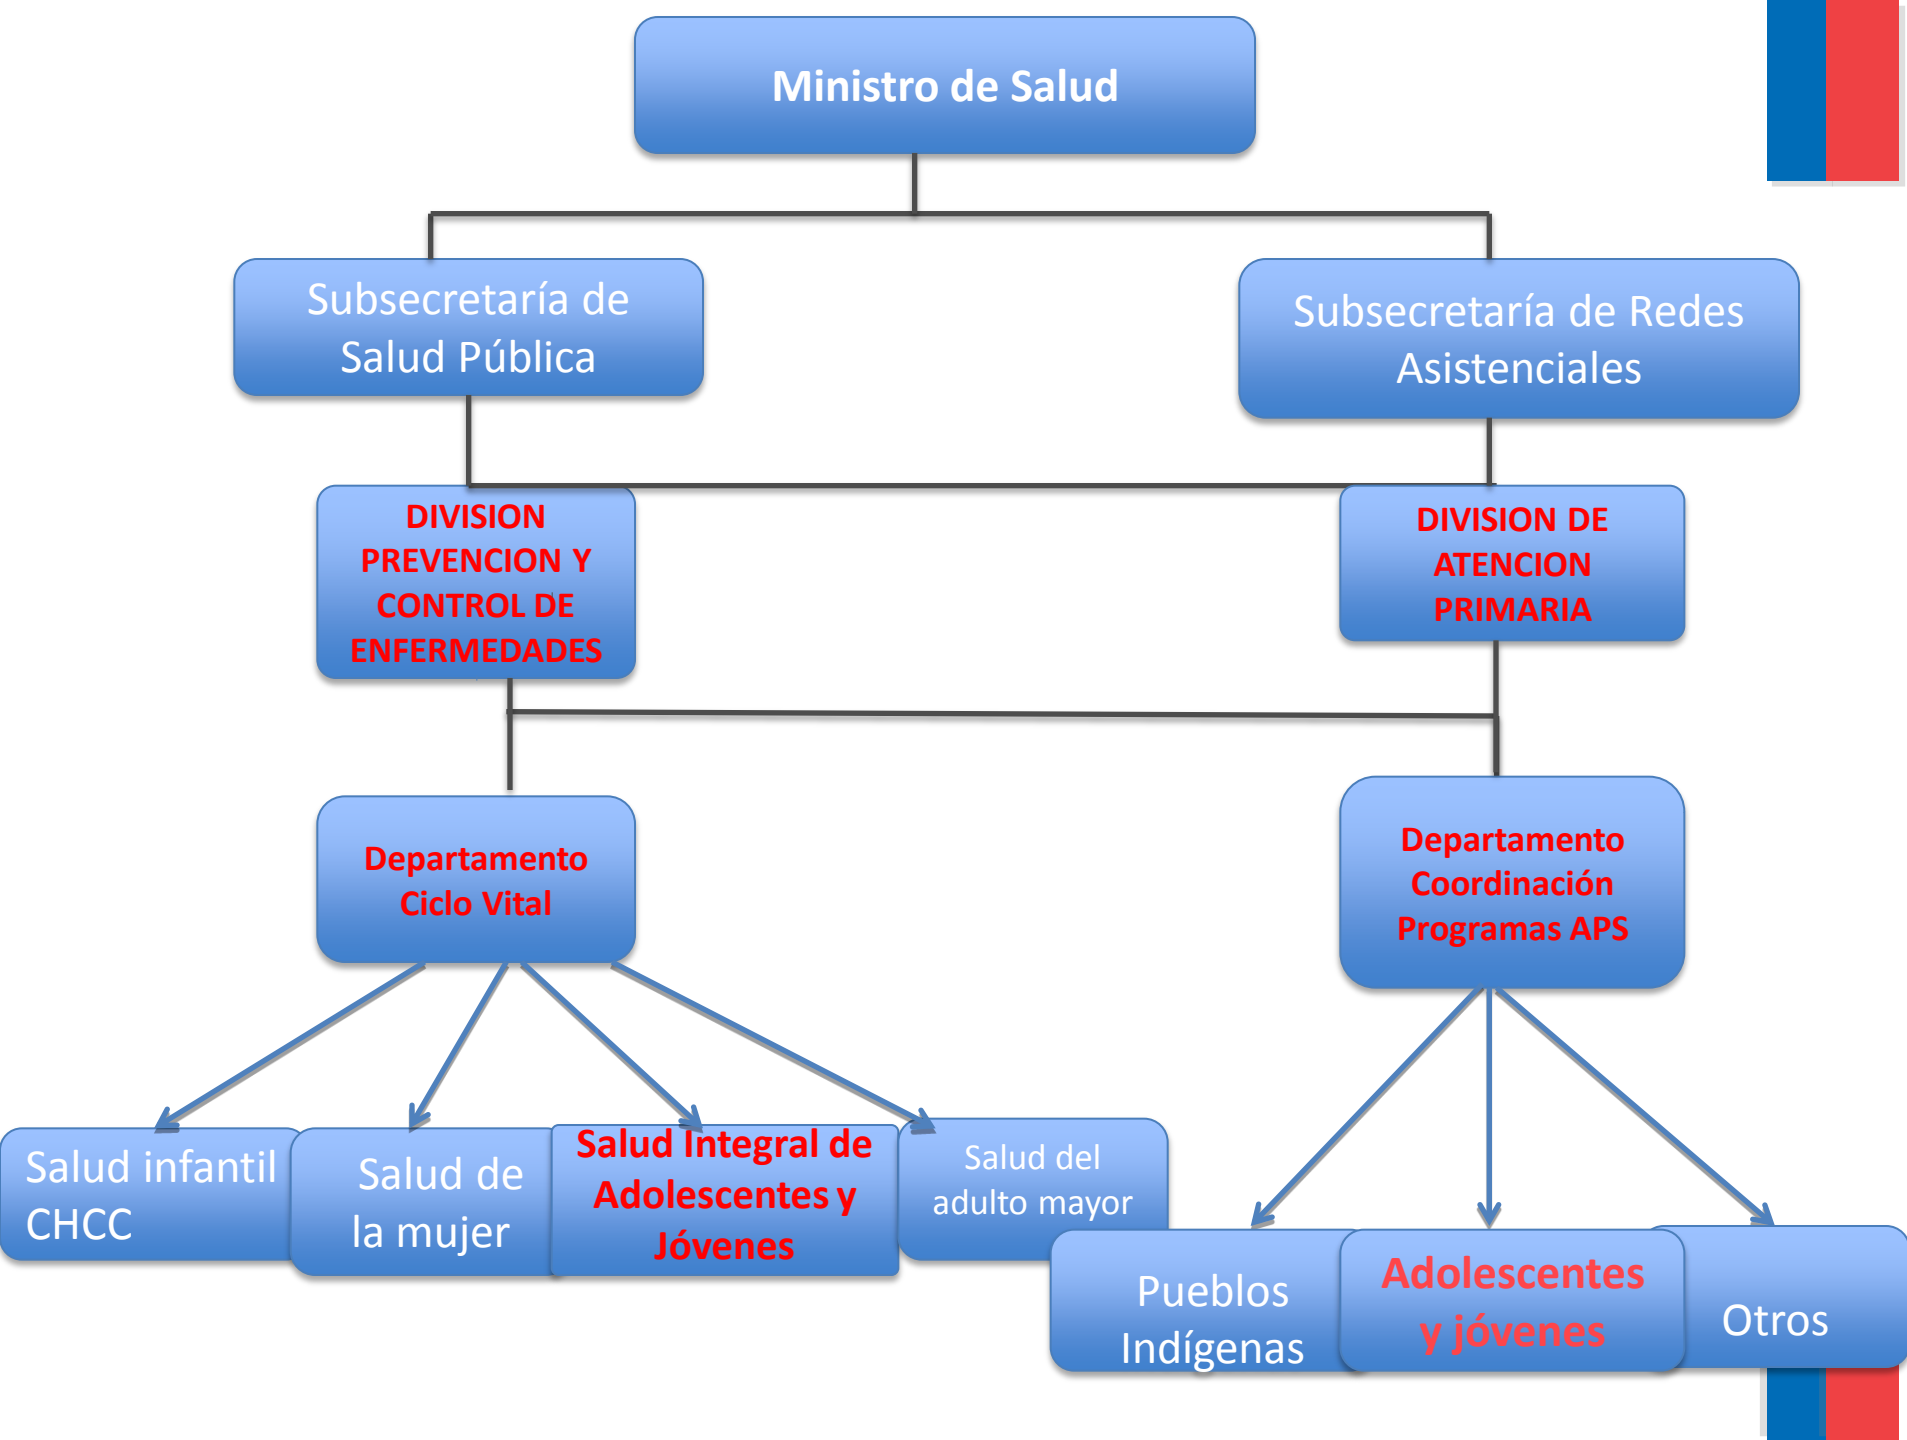 Ministro de Salud
Subsecretaría de
Salud Pública
Subsecretaría de Redes
Asistenciales
DIVISION
PREVENCION Y
CONTROL DE
ENFERMEDADES
DIVISION DE
ATENCION
PRIMARIA
Departamento
Ciclo Vital
Departamento
Coordinación
Programas APS
Salud infantil
CHCC
Salud de
la mujer
Salud Integral de
Adolescentes y
Jóvenes
Salud del
adulto mayor
Pueblos
Indígenas
Adolescentes
y jóvenes
Otros